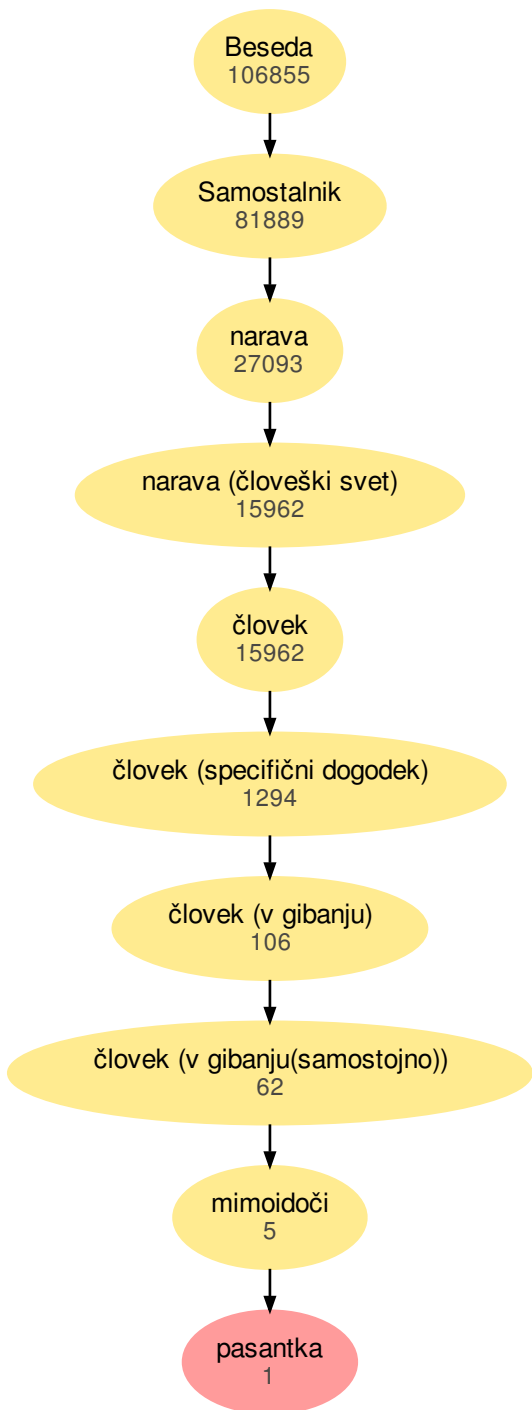 Beseda
106855
Samostalnik
81889
narava
27093
narava (človeški svet)
15962
človek
15962
človek (specifični dogodek)
1294
človek (v gibanju)
106
človek (v gibanju(samostojno))
62
mimoidoči
5
pasantka
1